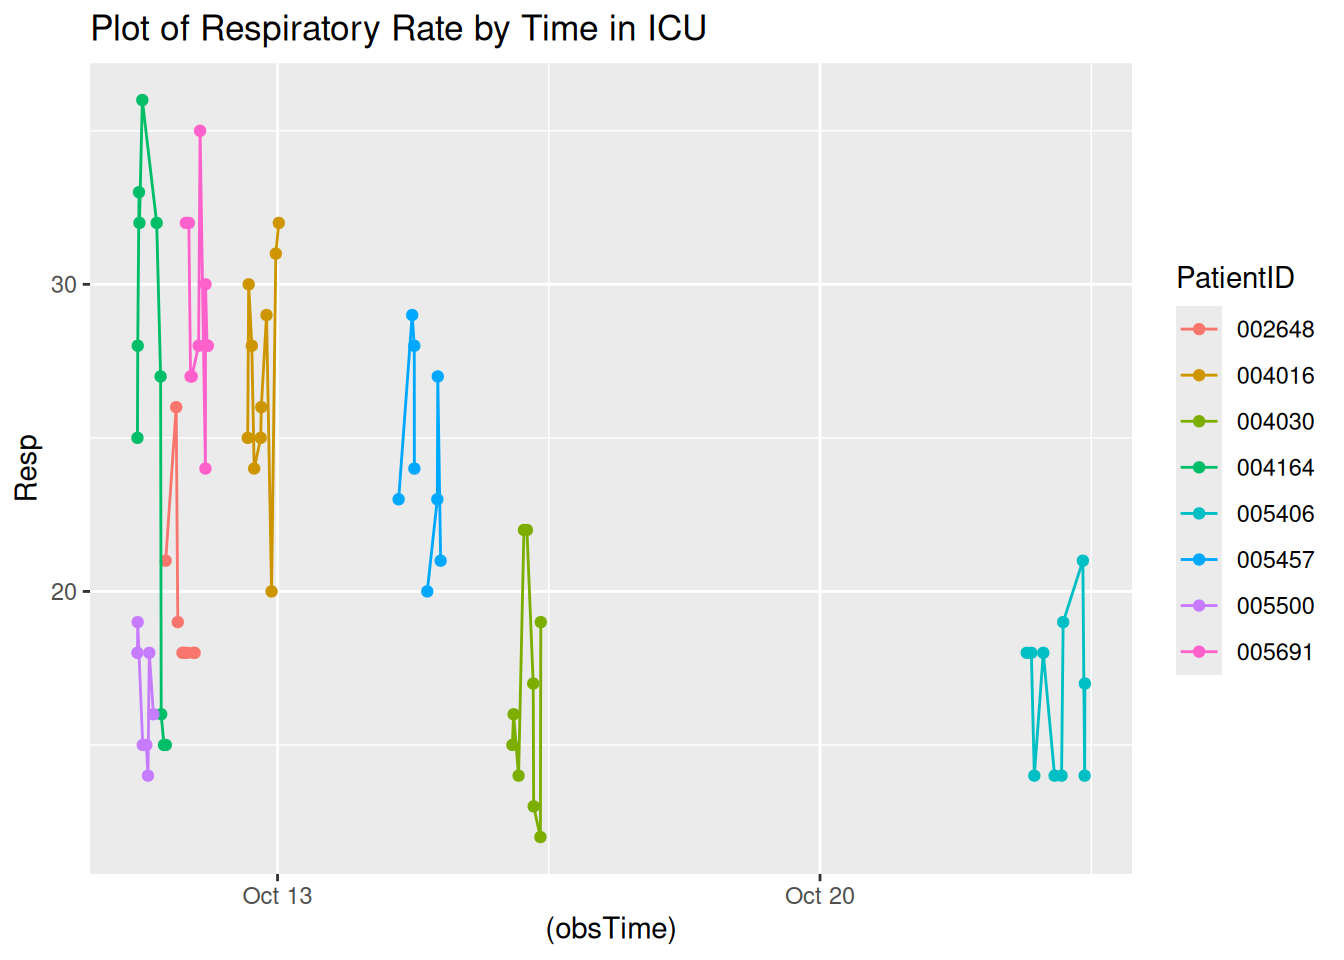 Plot of Respiratory Rate by Time in ICU
30
20
Resp
Oct 13
Oct 20
(obsTime)
PatientID
002648
004016
004030
004164
005406
005457
005500
005691